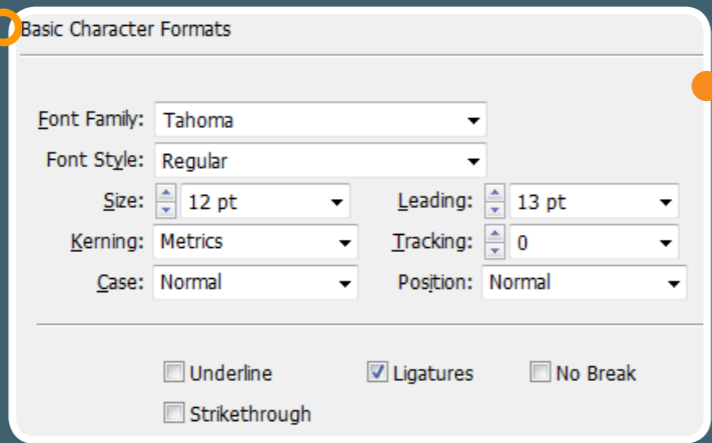 Basic Character Formats
Font Family: Tahoma
Font Style: Regular
Size: 12 pt Leading: 13 pt
Kerning: Metrics Tracking: 0
Case: Normal Position: Normal
Underline Ligatures No Break
Strikethrough